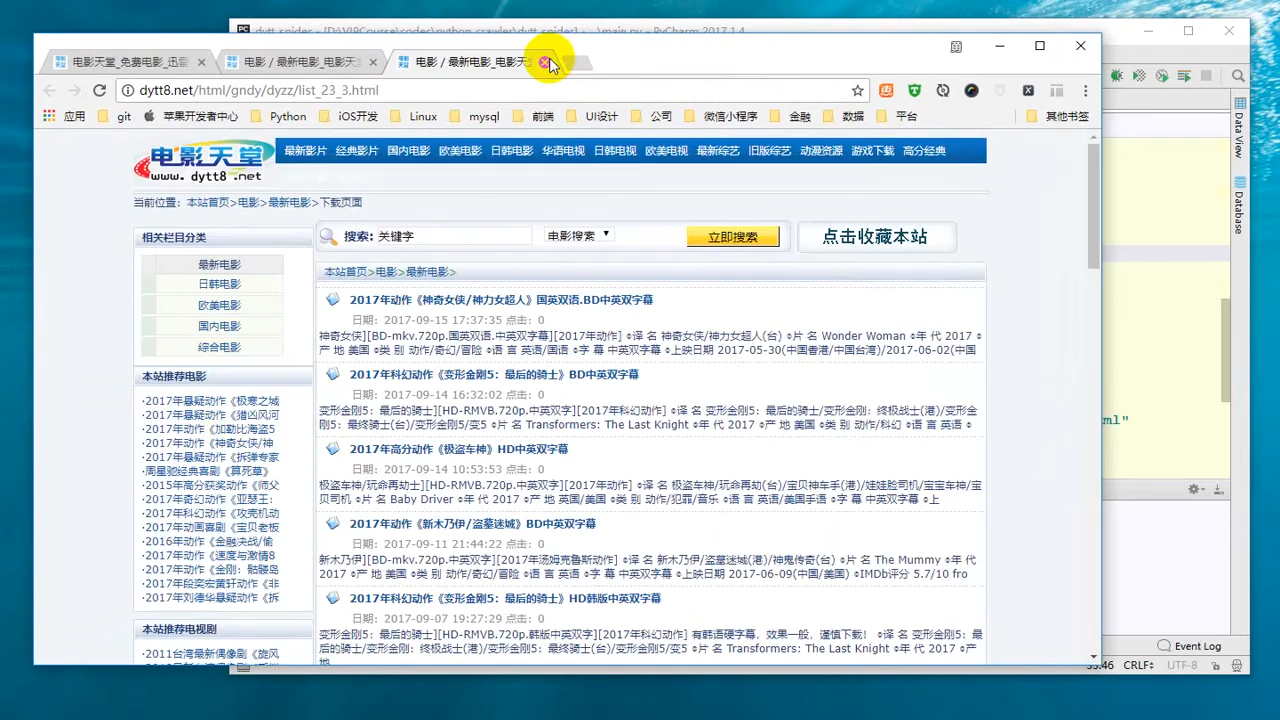 dytt_spider - [D:\VIPCourse\codes\python-crawler\dytt_spider] - ...\main.py - PyCharm 2017.1.4
电影天堂_免费电影_迅雷
电影 / 最新电影_电影天
电影 / 最新电影_电影天
dytt8.net/html/gndy/dyzz/list_23_3.html
应用 git 苹果开发者中心 Python iOS开发 Linux mysql 前端 UI设计 公司 微信小程序 金融 数据 平台 其他书签
电影天堂
www.dytt8.net
最新影片 经典影片 国内电影 欧美电影 日韩电影 华语电视 日韩电视 欧美电视 最新综艺 旧版综艺 动漫资源 游戏下载 高分经典
当前位置：本站首页>电影>最新电影>下载页面
相关栏目分类
最新电影
日韩电影
欧美电影
国内电影
综合电影
本站推荐电影
·2017年悬疑动作《极寒之城
·2017年动作《猎凶风河
·2017年动作《加勒比海盗5
·2017年动作《神奇女侠/神
·2017年悬疑动作《拆弹专家
·周星驰经典喜剧《算死草》
·2015年高分获奖动作《师父
·2017年奇幻动作《亚瑟王:
·2017年科幻动作《攻壳机动
·2017年动画喜剧《宝贝老板
·2016年动作《金融决战/偷
·2017年动作《速度与激情8
·2017年动作《金刚：骷髅岛
·2017年段奕宏萧轩动作《非
·2017年刘德华悬疑动作《拆
本站推荐电视剧
·2011台湾最新偶像剧《旋风
搜索: 关键字 电影搜索 立即搜索 点击收藏本站
本站首页>电影>最新电影>
2017年动作《神奇女侠/神力女超人》国英双语.BD中英双字幕
日期：2017-09-15 17:37:35 点击：0
神奇女侠][BD-mkv.720p.国英双语.中英双字幕][2017年动作] ◎译 名 神奇女侠/神力女超人(台) ◎片 名 Wonder Woman ◎年 代 2017 ◎
产 地 美国 ◎类 别 动作/奇幻/冒险 ◎语 言 英语/国语 ◎字 幕 中英双字幕 ◎上映日期 2017-05-30(中国香港/中国台湾)/2017-06-02(中国
2017年科幻动作《变形金刚5：最后的骑士》BD中英双字幕
日期：2017-09-14 16:32:02 点击：0
变形金刚5：最后的骑士][HD-RMVB.720p.中英双字][2017年科幻动作] ◎译 名 变形金刚5：最后的骑士/变形金刚：终极战士(港)/变形金
刚5：最终骑士(台)/变形金刚5/变5 ◎片 名 Transformers: The Last Knight ◎年 代 2017 ◎产 地 美国 ◎类 别 动作/科幻 ◎语 言 英语 ◎
2017年高分动作《极盗车神》HD中英双字幕
日期：2017-09-14 10:53:53 点击：0
极盗车神/玩命再劫士][HD-RMVB.720p.中英双字][2017年动作] ◎译 名 极盗车神/玩命再劫(台)/宝贝神车手(港)/娃娃脸司机/宝宝车神/宝
贝司机 ◎片 名 Baby Driver ◎年 代 2017 ◎产 地 英国/美国 ◎类 别 动作/犯罪/音乐 ◎语 言 英语/美国手语 ◎字 幕 中英双字幕 ◎上
2017年动作《新木乃伊/盗墓迷城》BD中英双字幕
日期：2017-09-11 21:44:22 点击：0
新木乃伊][BD-mkv.720p.中英双字][2017年汤姆克鲁斯动作] ◎译 名 新木乃伊/盗墓迷城(港)/神鬼传奇(台) ◎片 名 The Mummy ◎年 代
2017 ◎产 地 美国 ◎类 别 动作/奇幻/冒险 ◎语 言 英语 ◎字 幕 中英双字幕 ◎上映日期 2017-06-09(中国/美国) ◎IMDb评分 5.7/10 fro
2017年科幻动作《变形金刚5：最后的骑士》HD韩版中英双字幕
日期：2017-09-07 19:27:29 点击：0
变形金刚5：最后的骑士][HD-RMVB.720p.韩版中英双字][2017年科幻动作] 有韩语硬字幕，效果一般，谨慎下载！ ◎译 名 变形金刚5：最
后的骑士/变形金刚：终极战士(港)/变形金刚5：最终骑士(台)/变形金刚5/变5 ◎片 名 Transformers: The Last Knight ◎年 代 2017 ◎产
地
Data View
Database
ml"
Event Log
CRLF÷ UTF-8